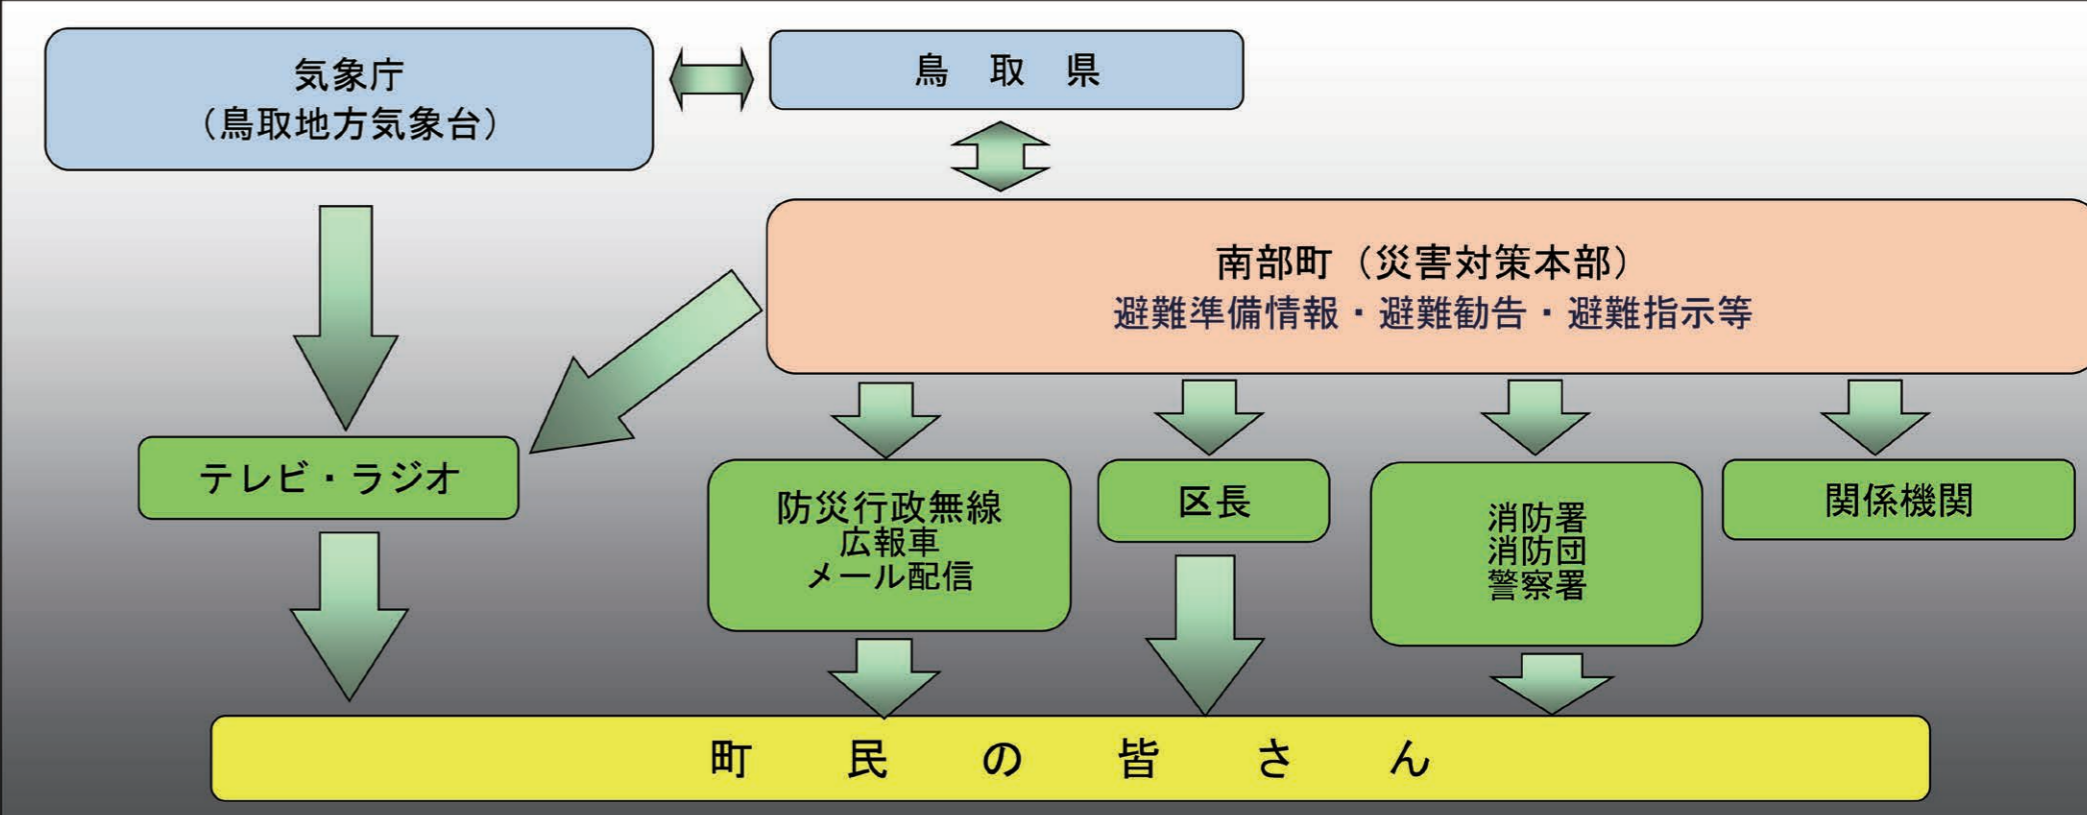 気象庁
（鳥取地方気象台）
鳥　取　県
南部町（災害対策本部）
避難準備情報・避難勧告・避難指示等
テレビ・ラジオ
防災行政無線
広報車
メール配信
区長
消防署
消防団
警察署
関係機関
町　民　の　皆　さ　ん